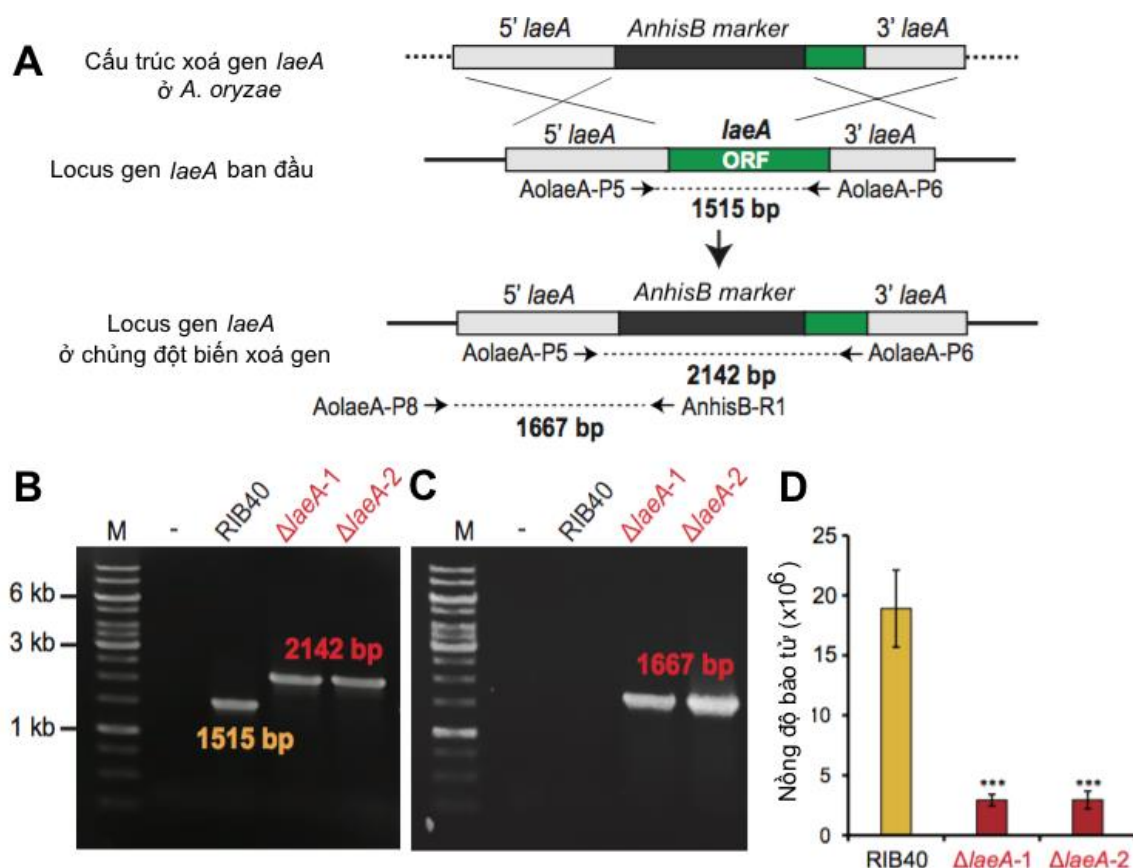 A
5' laeA AnhisB marker 3' laeA
Cấu trúc xoá gen laeA
ở A. oryzae
5' laeA laeA 3' laeA
ORF
Locus gen laeA ban đầu
AolaeA-P5 AolaeA-P6
1515 bp
5' laeA AnhisB marker 3' laeA
Locus gen laeA
ở chủng đột biến xoá gen
AolaeA-P5 AolaeA-P6
2142 bp
AolaeA-P8 AnhisB-R1
1667 bp
B
M - RIB40 ΔlaeA-1 ΔlaeA-2
6 kb
3 kb
1 kb
2142 bp
1515 bp
C
M - RIB40 ΔlaeA-1 ΔlaeA-2
1667 bp
D
Nồng độ bào tử (x10⁶)
25
20
15
10
5
0
*** ***
RIB40 ΔlaeA-1 ΔlaeA-2